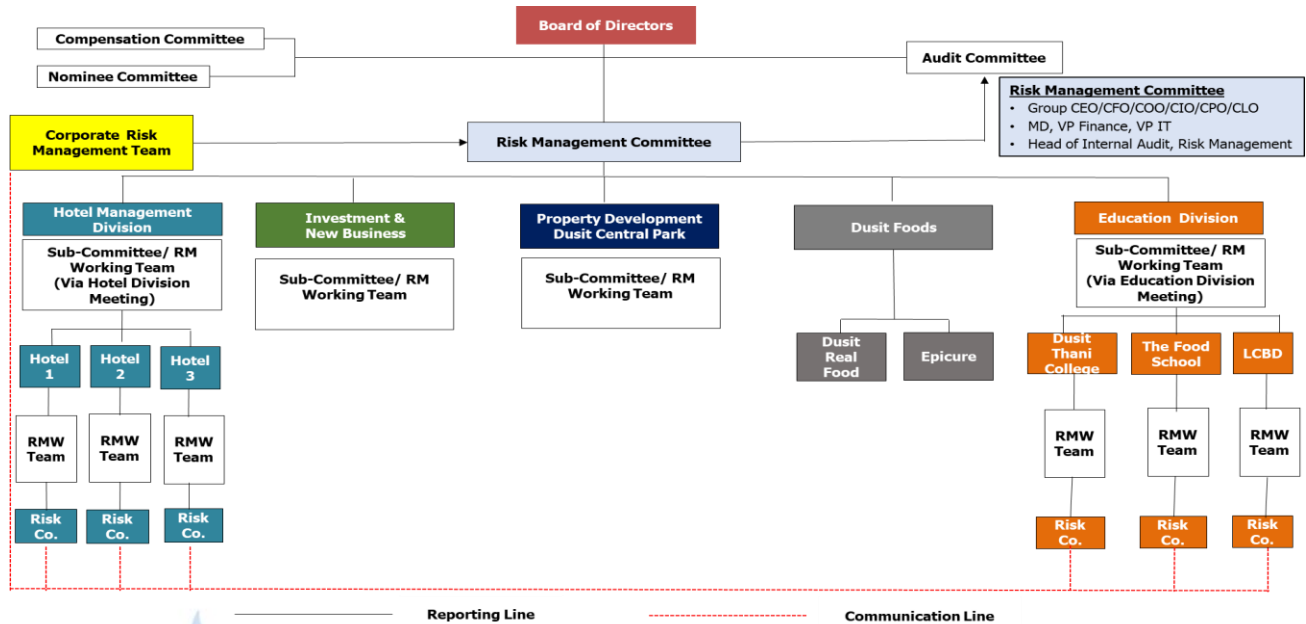 Board of Directors
Compensation Committee
Nominee Committee
Audit Committee
Risk Management Committee
• Group CEO/CFO/COO/CIO/CPO/CLO
• MD, VP Finance, VP IT
• Head of Internal Audit, Risk Management
Corporate Risk
Management Team
Risk Management Committee
Hotel Management
Division
Sub-Committee/ RM
Working Team
(Via Hotel Division
Meeting)
Investment &
New Business
Sub-Committee/ RM
Working Team
Property Development
Dusit Central Park
Sub-Committee/ RM
Working Team
Dusit Foods
Education Division
Sub-Committee/ RM
Working Team
(Via Education Division
Meeting)
Hotel
1
Hotel
2
Hotel
3
Dusit
Real
Food
Epicure
Dusit
Thani
College
The Food
School
LCBD
RMW
Team
RMW
Team
RMW
Team
RMW
Team
RMW
Team
RMW
Team
Risk
Co.
Risk
Co.
Risk
Co.
Risk
Co.
Risk
Co.
Risk
Co.
Reporting Line
Communication Line